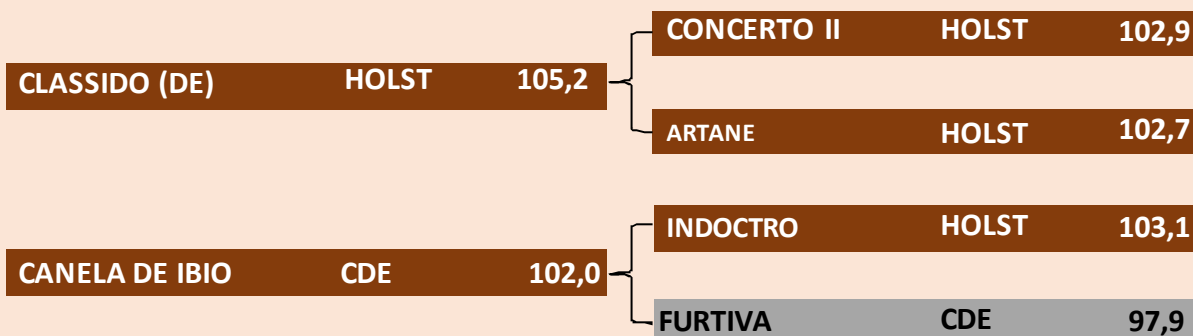 CONCERTO II HOLST 102,9
CLASSIDO (DE) HOLST 105,2
ARTANE HOLST 102,7
INDOCTRO HOLST 103,1
CANELA DE IBIO CDE 102,0
FURTIVA CDE 97,9